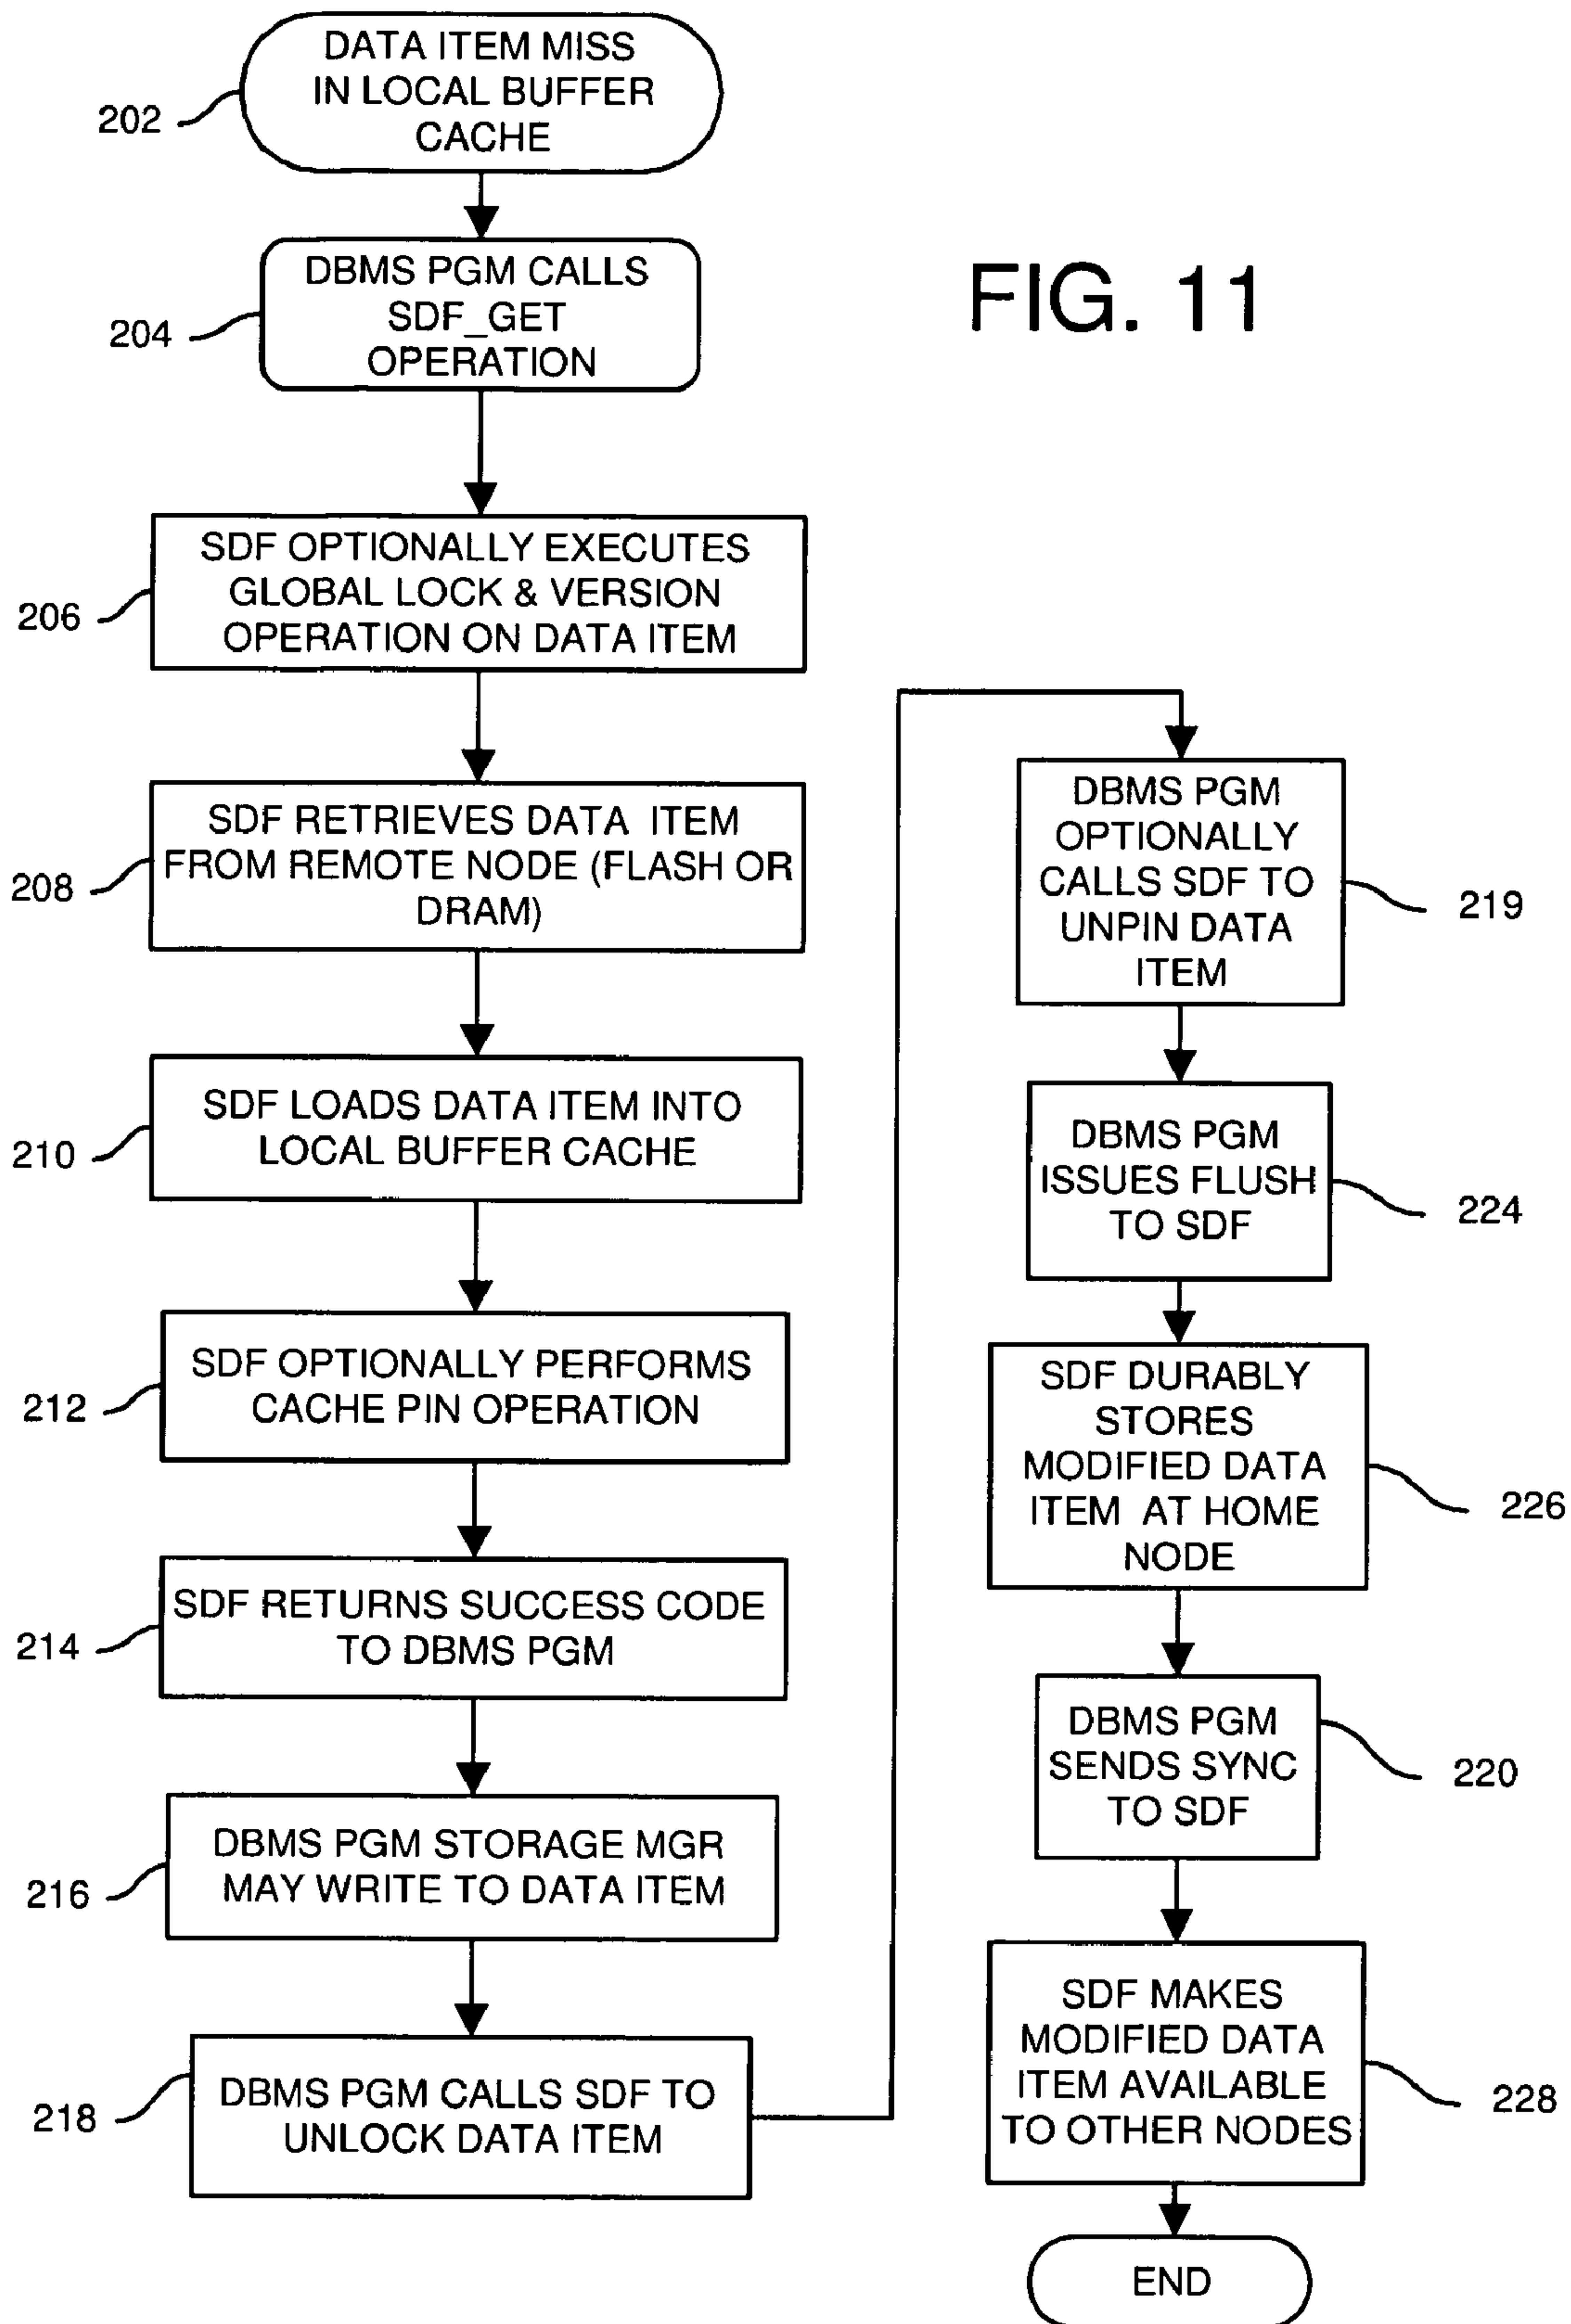 DATA ITEM MISS
IN LOCAL BUFFER
CACHE
202
DBMS PGM CALLS
SDF_GET
OPERATION
204
FIG. 11
SDF OPTIONALLY EXECUTES
GLOBAL LOCK & VERSION
OPERATION ON DATA ITEM
206
SDF RETRIEVES DATA ITEM
FROM REMOTE NODE (FLASH OR
DRAM)
208
SDF LOADS DATA ITEM INTO
LOCAL BUFFER CACHE
210
SDF OPTIONALLY PERFORMS
CACHE PIN OPERATION
212
SDF RETURNS SUCCESS CODE
TO DBMS PGM
214
DBMS PGM STORAGE MGR
MAY WRITE TO DATA ITEM
216
DBMS PGM CALLS SDF TO
UNLOCK DATA ITEM
218
DBMS PGM
OPTIONALLY
CALLS SDF TO
UNPIN DATA
ITEM
219
DBMS PGM
ISSUES FLUSH
TO SDF
224
SDF DURABLY
STORES
MODIFIED DATA
ITEM AT HOME
NODE
226
DBMS PGM
SENDS SYNC
TO SDF
220
SDF MAKES
MODIFIED DATA
ITEM AVAILABLE
TO OTHER NODES
228
END